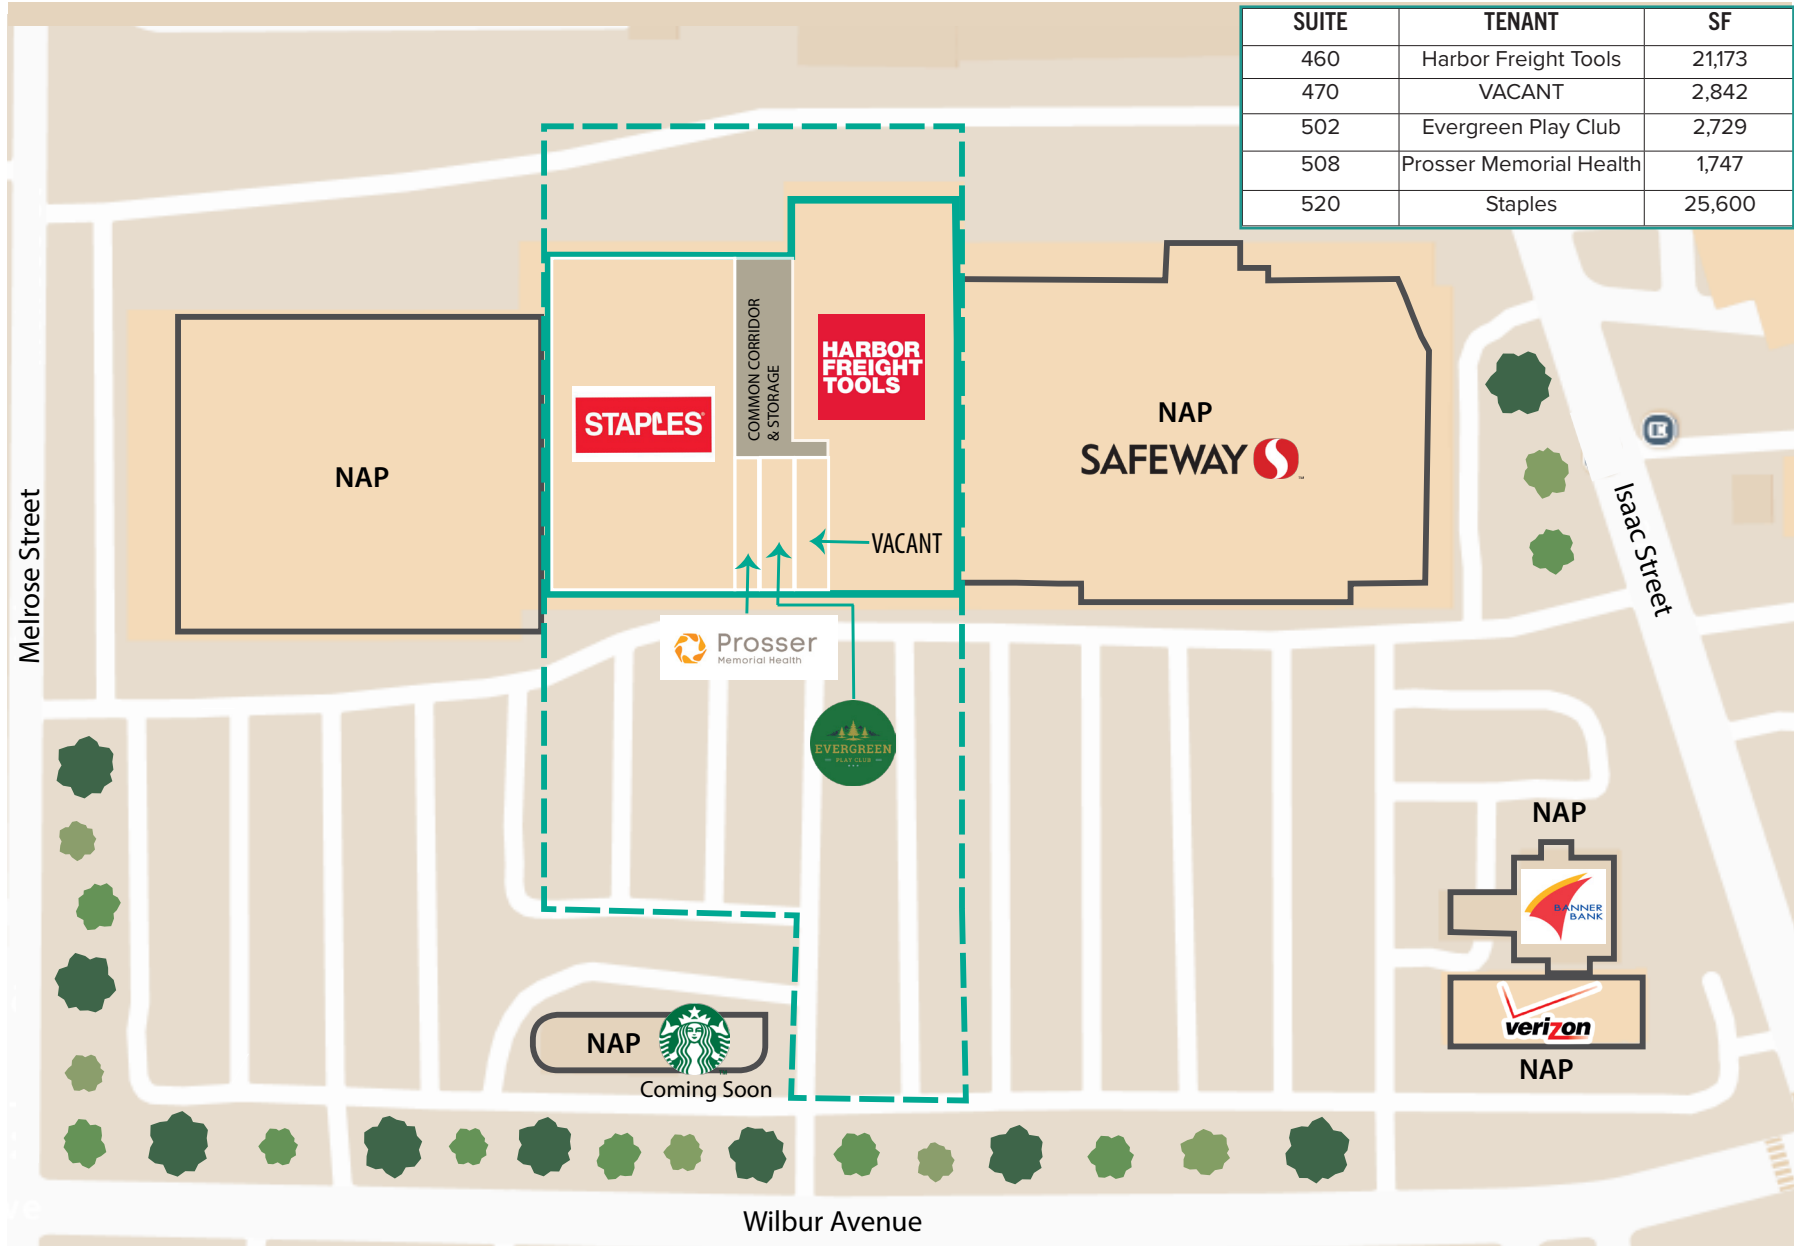 SUITE TENANT SF
460 Harbor Freight Tools 21,173
470 VACANT 2,842
502 Evergreen Play Club 2,729
508 Prosser Memorial Health 1,747
520 Staples 25,600
COMMON CORRIDOR
& STORAGE
HARBOR
FREIGHT
TOOLS
STAPLES
NAP
NAP
SAFEWAY
VACANT
Melrose Street
Isaac Street
Prosser
Memorial Health
EVERGREEN
PLAY CLUB
NAP
BANNER
BANK
verizon
NAP
NAP
Coming Soon
Wilbur Avenue